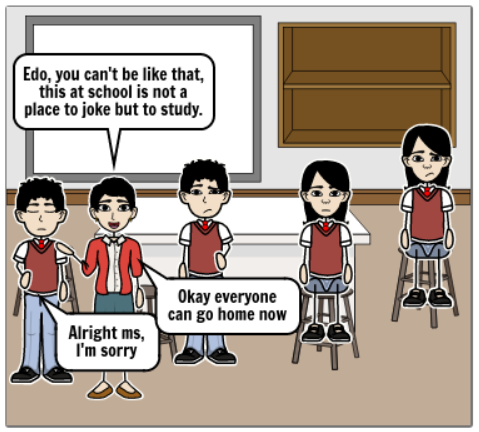 Edo, you can't be like that,
this at school is not a
place to joke but to study.
Alright ms,
I'm sorry
Okay everyone
can go home now